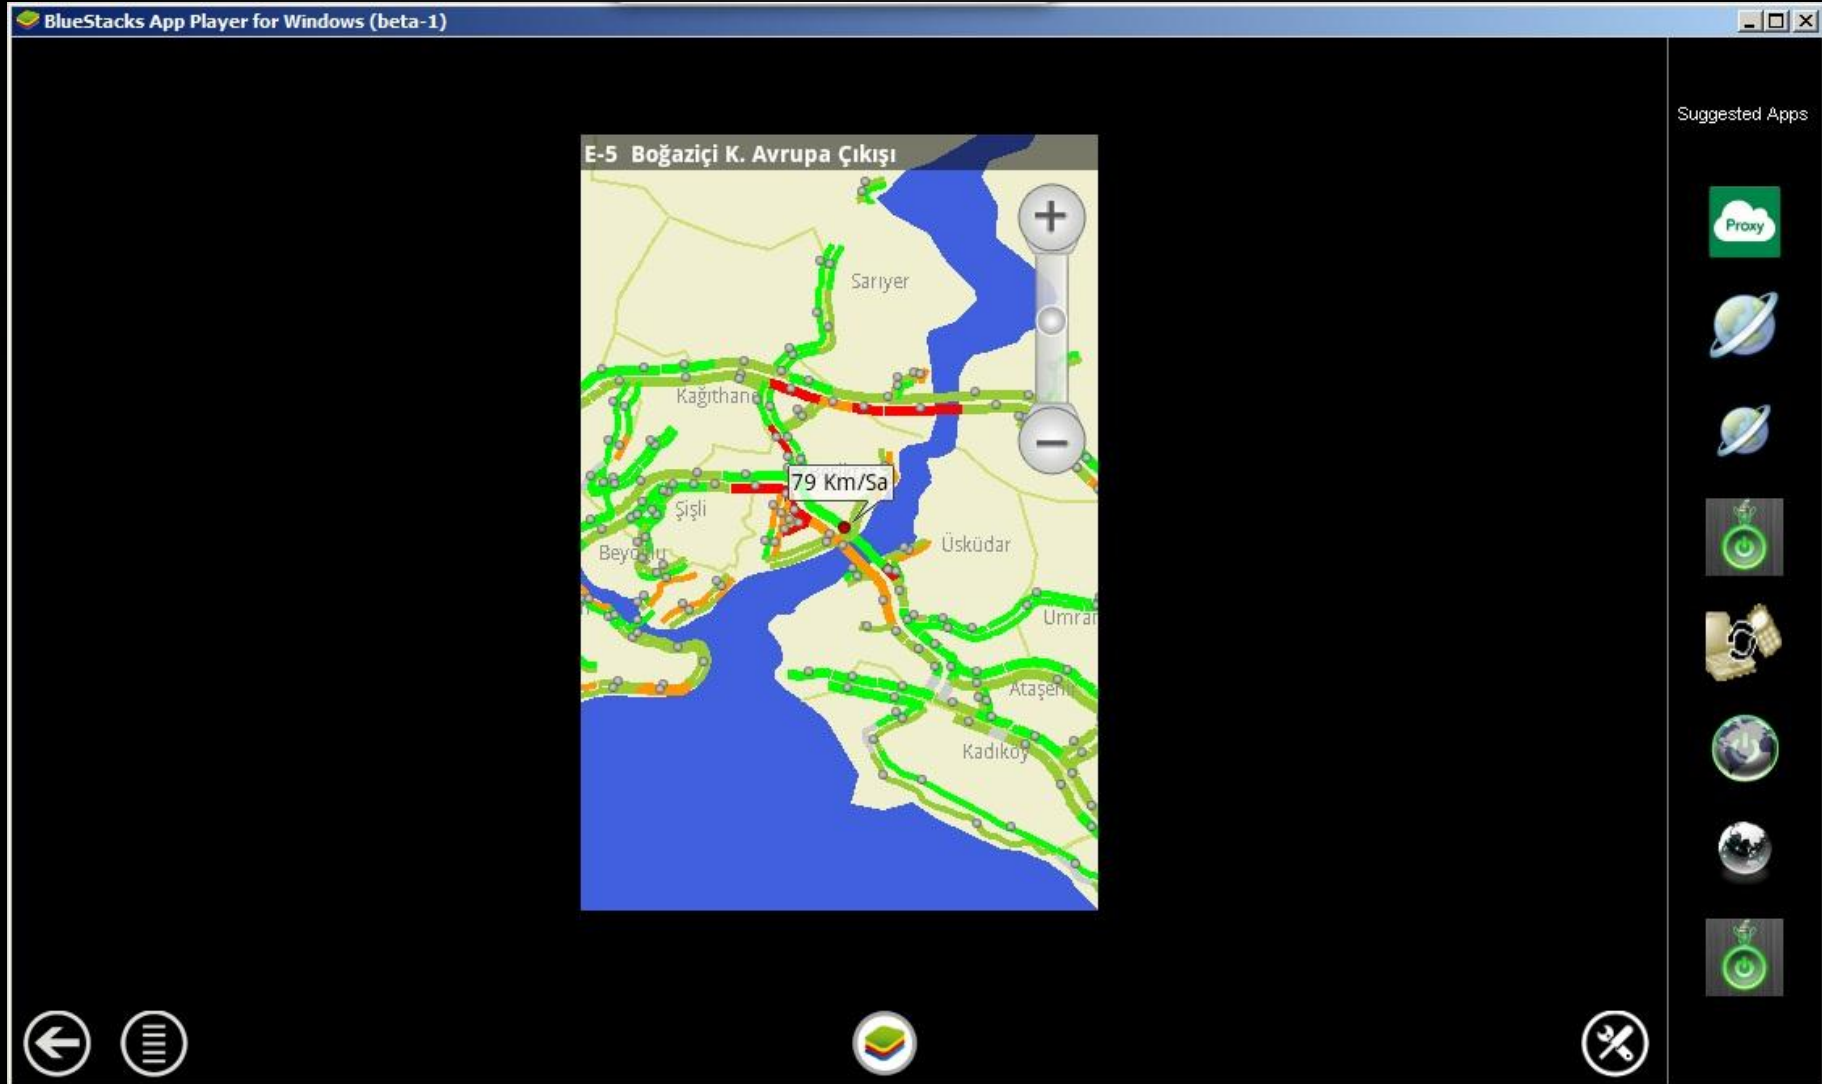 BlueStacks App Player for Windows (beta-1)
Suggested Apps
E-5 Boğaziçi K. Avrupa Çıkışı
Proxy
Sarıyer
Kağıthane
79 Km/Sa
Şişli
Beyoğlu
Üsküdar
Umran
Ataşehir
Kadıköy